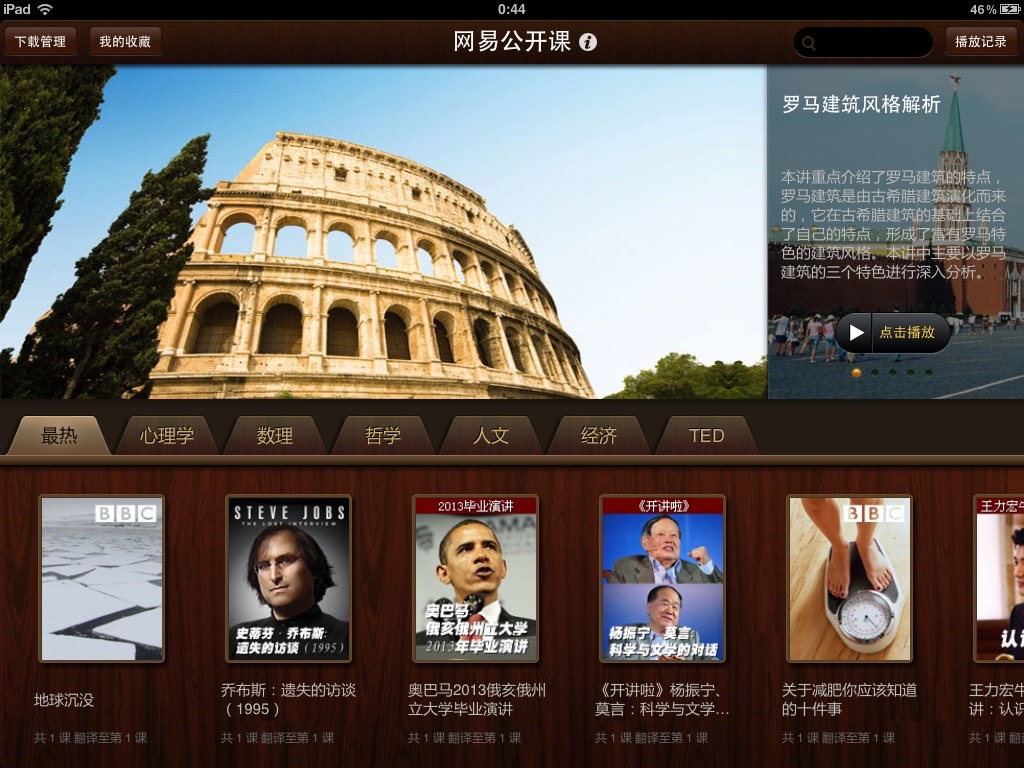 iPad
0:44
46%
下载管理
我的收藏
网易公开课
播放记录
罗马建筑风格解析
本讲重点介绍了罗马建筑的特点，
罗马建筑是由古希腊建筑演化而来
的，它在古希腊建筑的基础上结合
了自己的特点，形成了富有罗马特
色的建筑风格。本讲中主要以罗马
建筑的三个特色进行深入分析。
点击播放
最热
心理学
数理
哲学
人文
经济
TED
BBC
STEVE JOBS
THE LOST INTERVIEW
史蒂芬·乔布斯:
遗失的访谈 (1995)
2013毕业演讲
奥巴马:
俄亥俄州立大学
2013年毕业演讲
《开讲啦》
杨振宁、莫言:
科学与文学的对话
BBC
王力宏牛
认识
地球沉没
共 1 课 翻译至第 1 课
乔布斯：遗失的访谈
（1995）
共 1 课 翻译至第 1 课
奥巴马2013俄亥俄州
立大学毕业演讲
共 1 课 翻译至第 1 课
《开讲啦》杨振宁、
莫言：科学与文学…
共 1 课 翻译至第 1 课
关于减肥你应该知道
的十件事
共 1 课 翻译至第 1 课
王力宏牛
讲：认识
共 1 课 翻